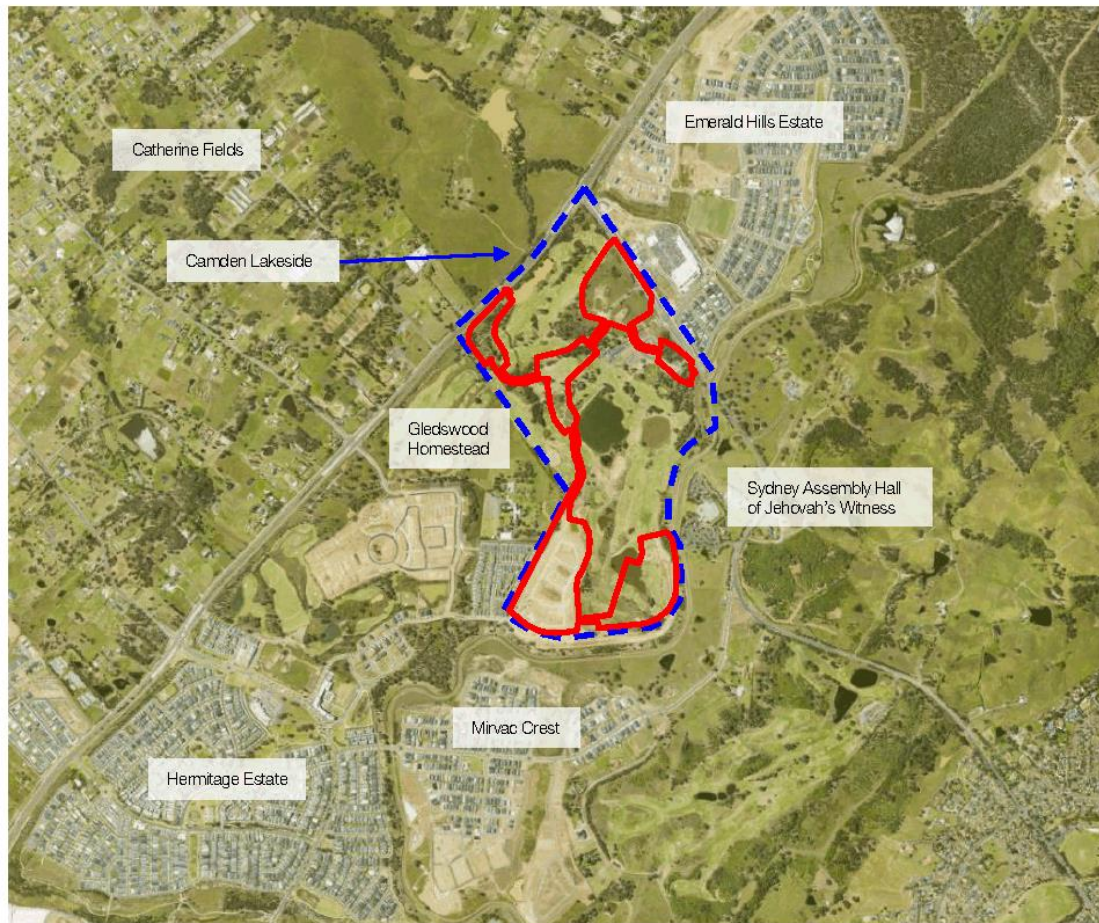 Emerald Hills Estate
Catherine Fields
Camden Lakeside
Gledswood
Homestead
Sydney Assembly Hall
of Jehovah's Witness
Mirvac Crest
Hermitage Estate